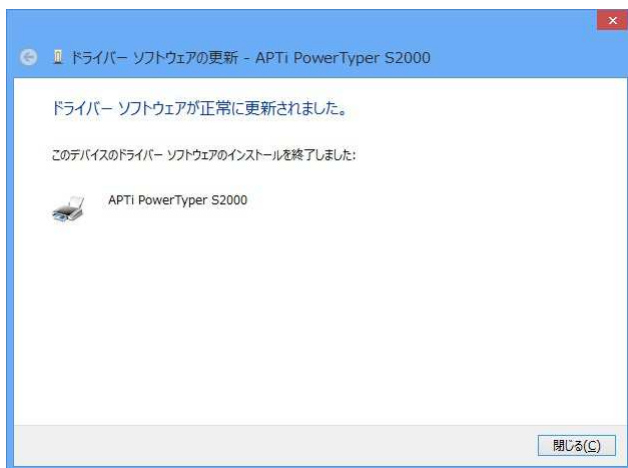 ドライバー ソフトウェアの更新 - APTi PowerTyper S2000
ドライバー ソフトウェアが正常に更新されました。
このデバイスのドライバー ソフトウェアのインストールを終了しました:
APTi PowerTyper S2000
閉じる(C)